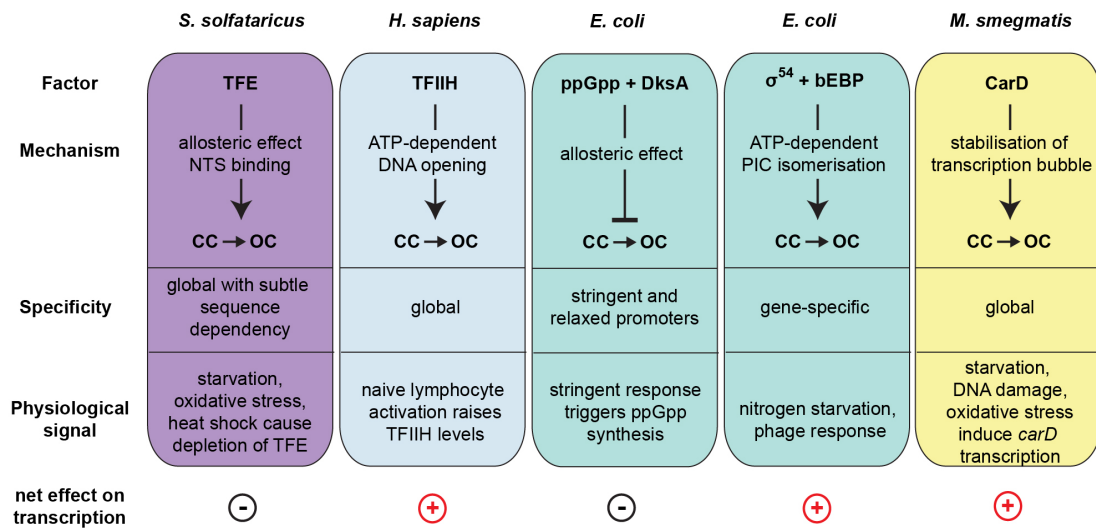 S. solfataricus
H. sapiens
E. coli
E. coli
M. smegmatis
Factor
TFE
TFIIH
ppGpp + DksA
σ54 + bEBP
CarD
Mechanism
allosteric effect
NTS binding
ATP-dependent
DNA opening
allosteric effect
ATP-dependent
PIC isomerisation
stabilisation of
transcription bubble
CC → OC
CC → OC
CC → OC
CC → OC
CC → OC
Specificity
global with subtle
sequence
dependency
global
stringent and
relaxed promoters
gene-specific
global
Physiological
signal
starvation,
oxidative stress,
heat shock cause
depletion of TFE
naive lymphocyte
activation raises
TFIIH levels
stringent response
triggers ppGpp
synthesis
nitrogen starvation,
phage response
starvation,
DNA damage,
oxidative stress
induce carD
transcription
net effect on
transcription
-
+
-
+
+